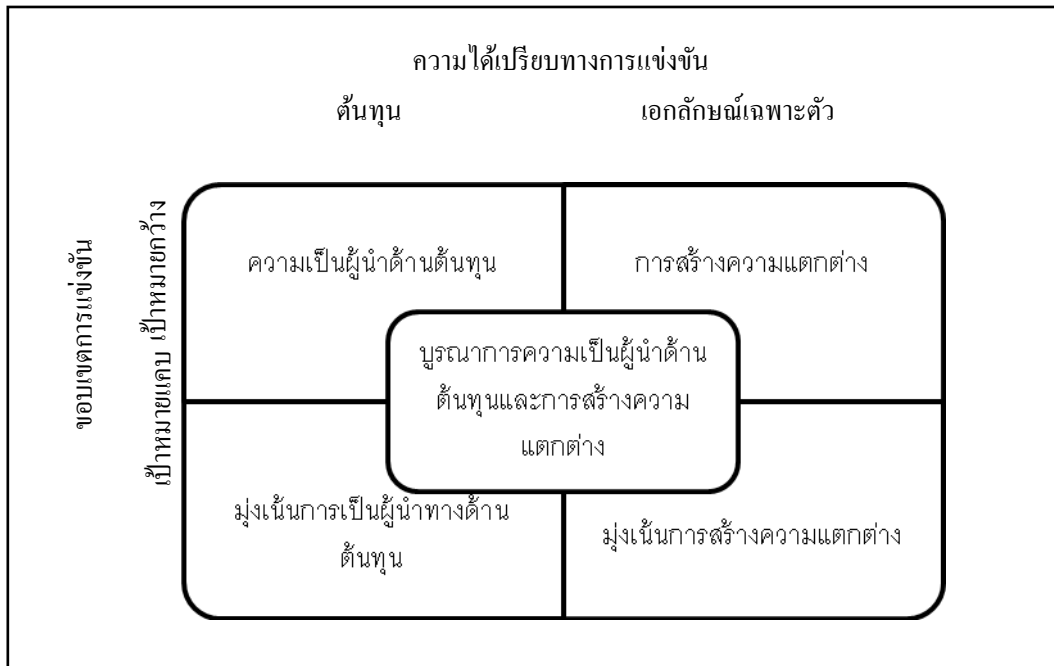 ความได้เปรียบทางการแข่งขัน
ต้นทุน เอกลักษณ์เฉพาะตัว
ขอบเขตการแข่งขัน
เป้าหมายแคบ เป้าหมายกว้าง
ความเป็นผู้นำด้านต้นทุน
การสร้างความแตกต่าง
บูรณาการความเป็นผู้นำด้าน
ต้นทุนและการสร้างความ
แตกต่าง
มุ่งเน้นการเป็นผู้นำทางด้าน
ต้นทุน
มุ่งเน้นการสร้างความแตกต่าง